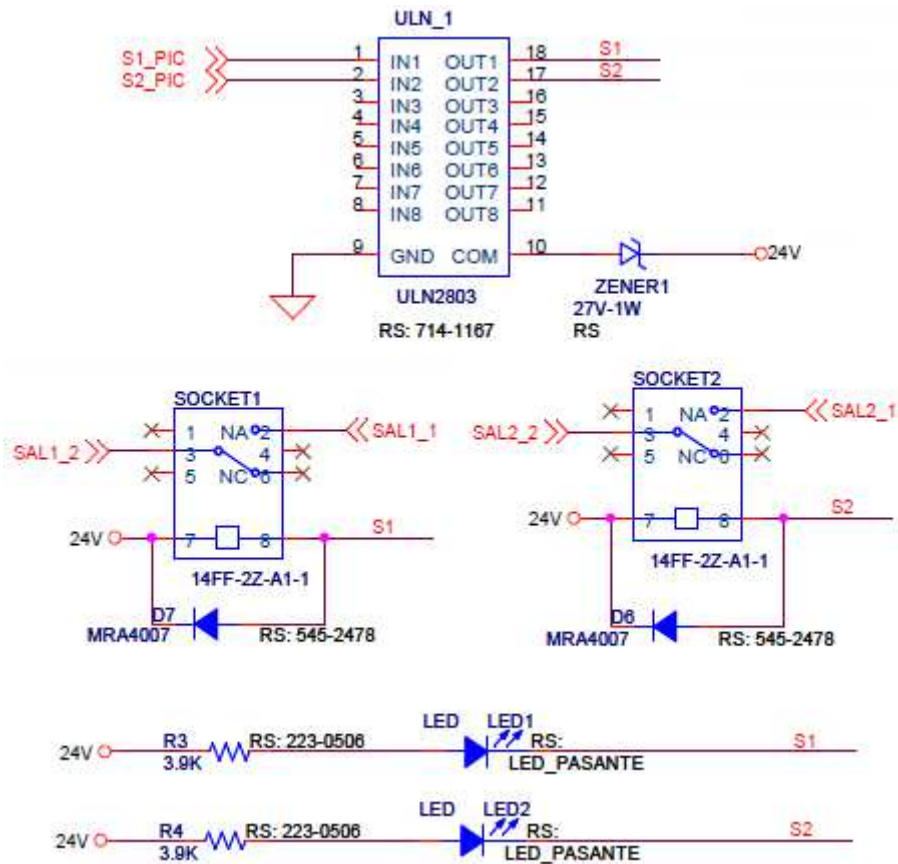 ULN_1
S1_PIC 1 IN1 OUT1 18 S1
S2_PIC 2 IN2 OUT2 17 S2
3 IN3 OUT3 16
4 IN4 OUT4 15
5 IN5 OUT5 14
6 IN6 OUT6 13
7 IN7 OUT7 12
8 IN8 OUT8 11
9 GND COM 10 24V
ZENER1
ULN2803 27V-1W
RS: 714-1167 RS
SOCKET1
1 NA 2 SAL1_1
SAL1_2 3 4
5 NC 6
24V 7 8 S1
14FF-2Z-A1-1
D7
MRA4007 RS: 545-2478
SOCKET2
1 NA 2 SAL2_1
SAL2_2 3 4
5 NC 6
24V 7 8 S2
14FF-2Z-A1-1
D6
MRA4007 RS: 545-2478
LED LED1
24V R3 RS: 223-0506 RS: S1
3.9K LED_PASANTE
LED LED2
24V R4 RS: 223-0506 RS: S2
3.9K LED_PASANTE